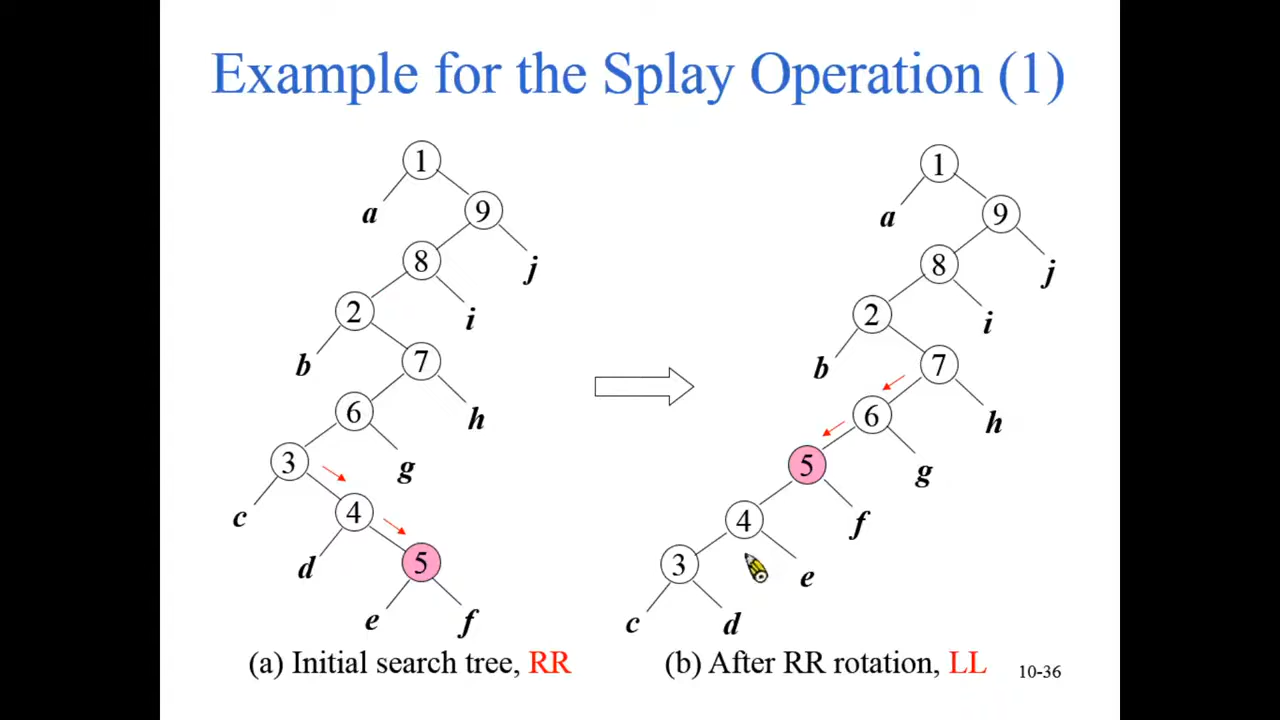 Example for the Splay Operation (1)
1
a
9
8
j
2
i
b
7
6
h
3
g
c
4
d
5
e
f
(a) Initial search tree, RR
1
a
9
8
j
2
i
b
7
6
h
5
g
4
f
3
e
c
d
(b) After RR rotation, LL
10-36